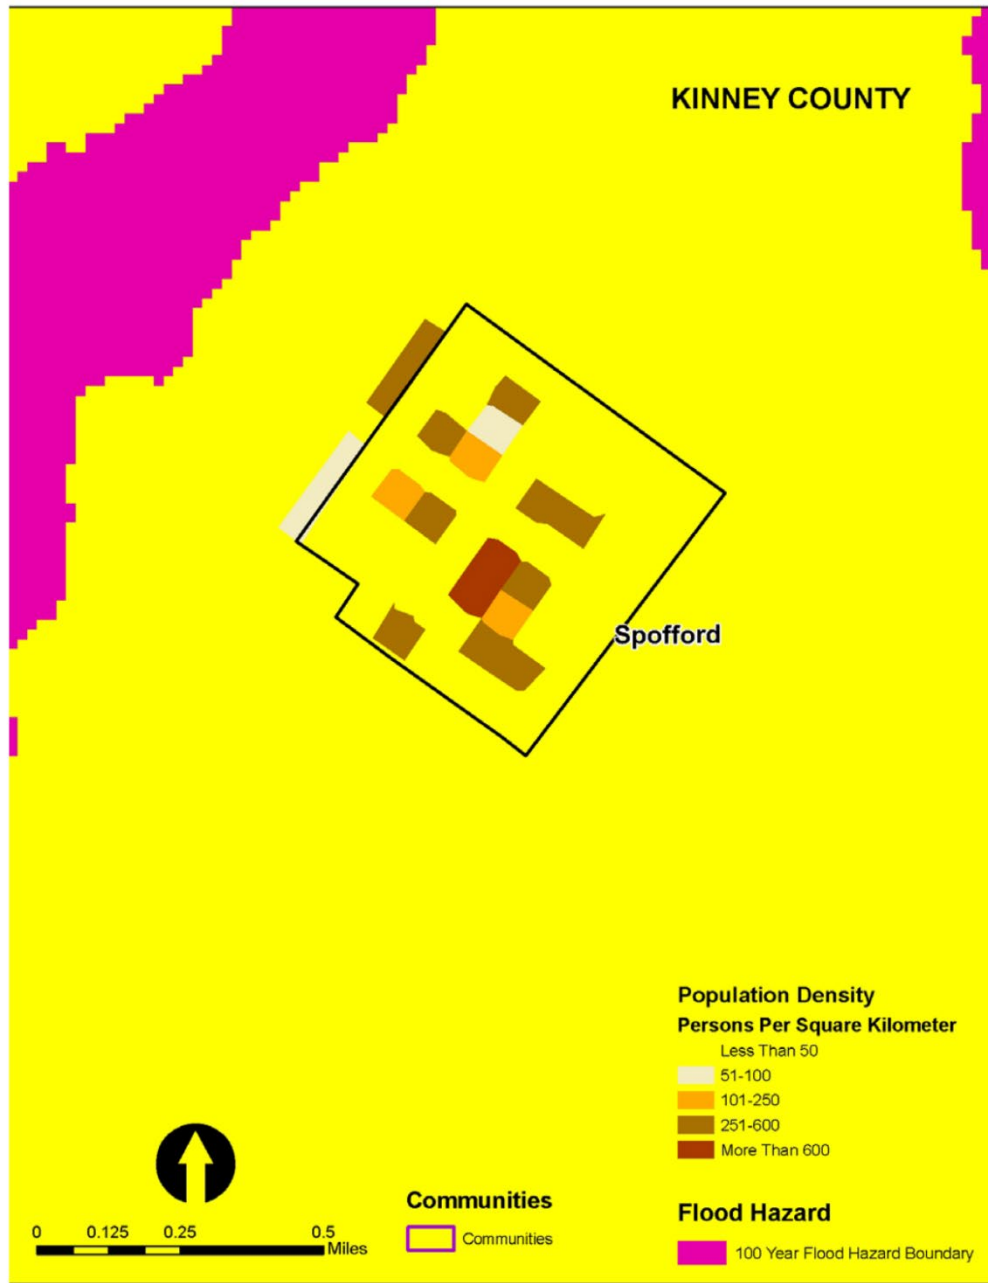 KINNEY COUNTY
Spofford
Population Density
Persons Per Square Kilometer
Less Than 50
51-100
101-250
251-600
More Than 600
Flood Hazard
100 Year Flood Hazard Boundary
Communities
Communities
0 0.125 0.25 0.5
Miles